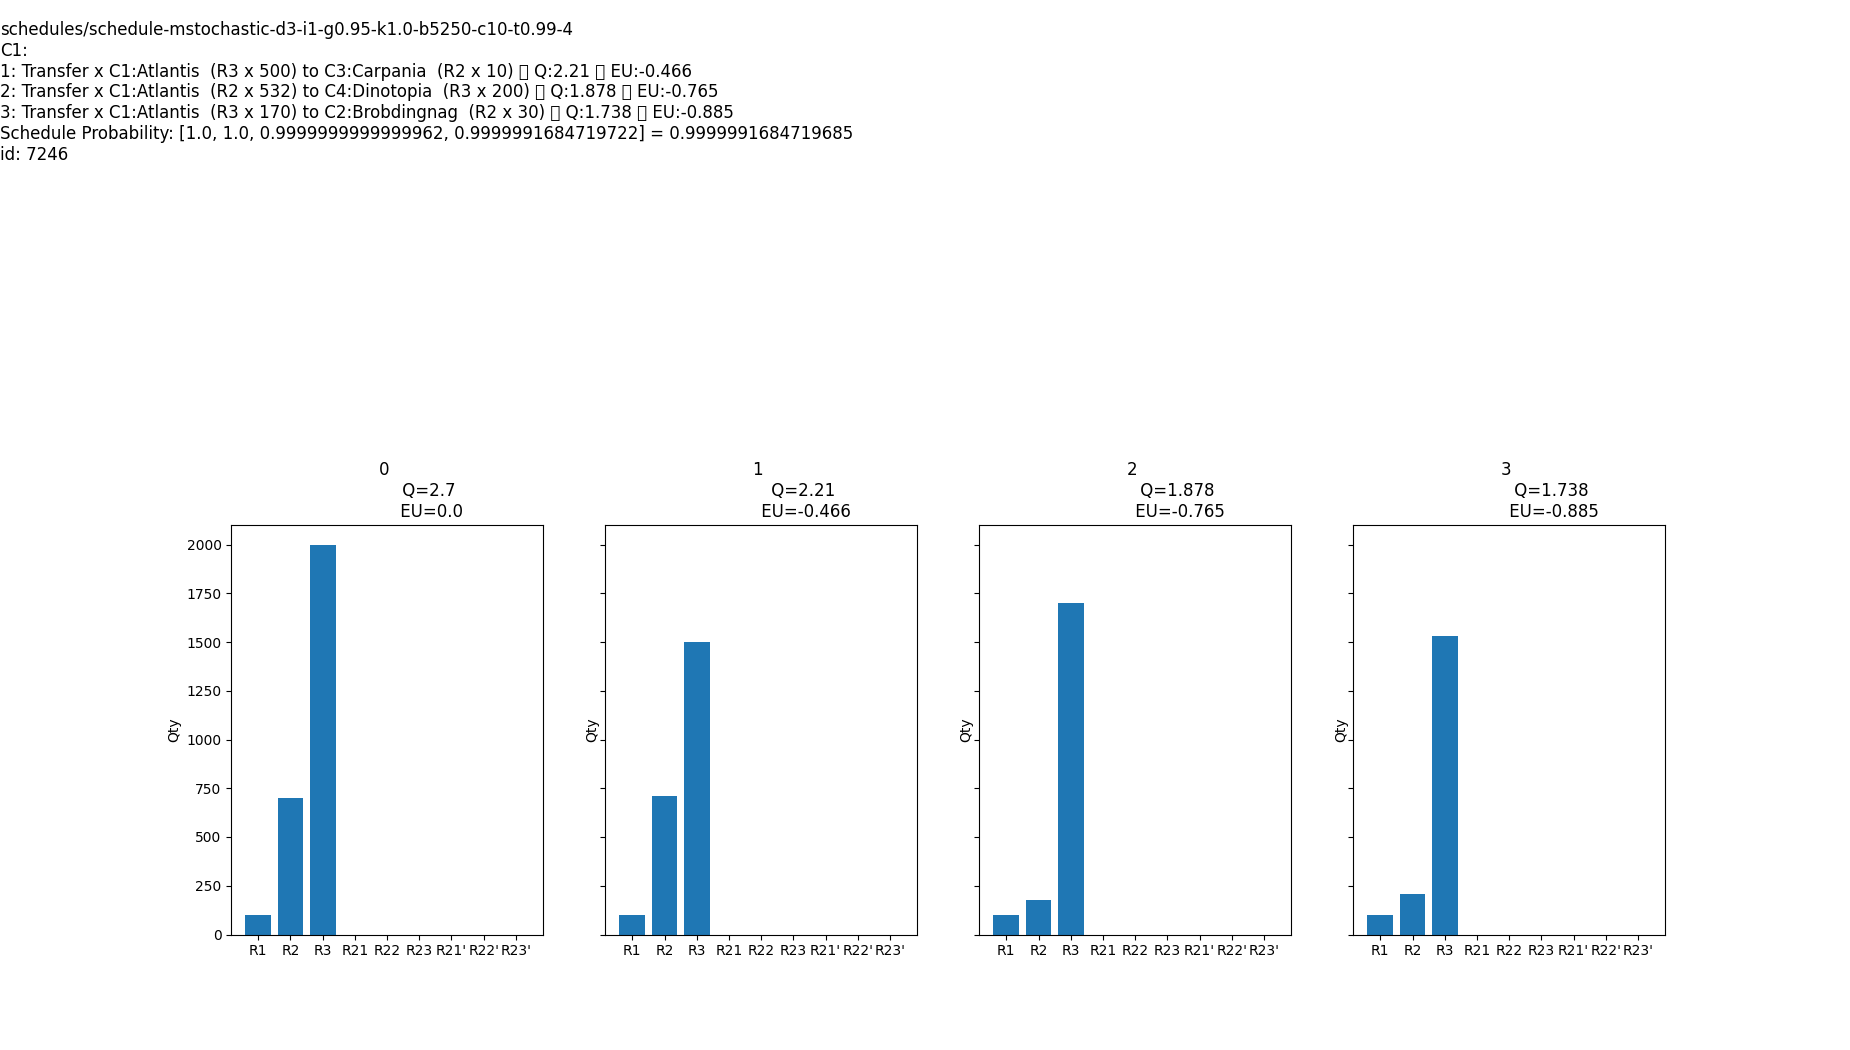 schedules/schedule-mstochastic-d3-i1-g0.95-k1.0-b5250-c10-t0.99-4
C1:
1: Transfer x C1:Atlantis  (R3 x 500) to C3:Carpania  (R2 x 10) ▯ Q:2.21 ▯ EU:-0.466
2: Transfer x C1:Atlantis  (R2 x 532) to C4:Dinotopia  (R3 x 200) ▯ Q:1.878 ▯ EU:-0.765
3: Transfer x C1:Atlantis  (R3 x 170) to C2:Brobdingnag  (R2 x 30) ▯ Q:1.738 ▯ EU:-0.885
Schedule Probability: [1.0, 1.0, 0.9999999999999962, 0.9999991684719722] = 0.9999991684719685
id: 7246
0
Q=2.7
EU=0.0
2000
1750
1500
1250
1000
750
500
250
0
Qty
R1 R2 R3 R21 R22 R23 R21' R22' R23'
1
Q=2.21
EU=-0.466
Qty
R1 R2 R3 R21 R22 R23 R21' R22' R23'
2
Q=1.878
EU=-0.765
Qty
R1 R2 R3 R21 R22 R23 R21' R22' R23'
3
Q=1.738
EU=-0.885
Qty
R1 R2 R3 R21 R22 R23 R21' R22' R23'